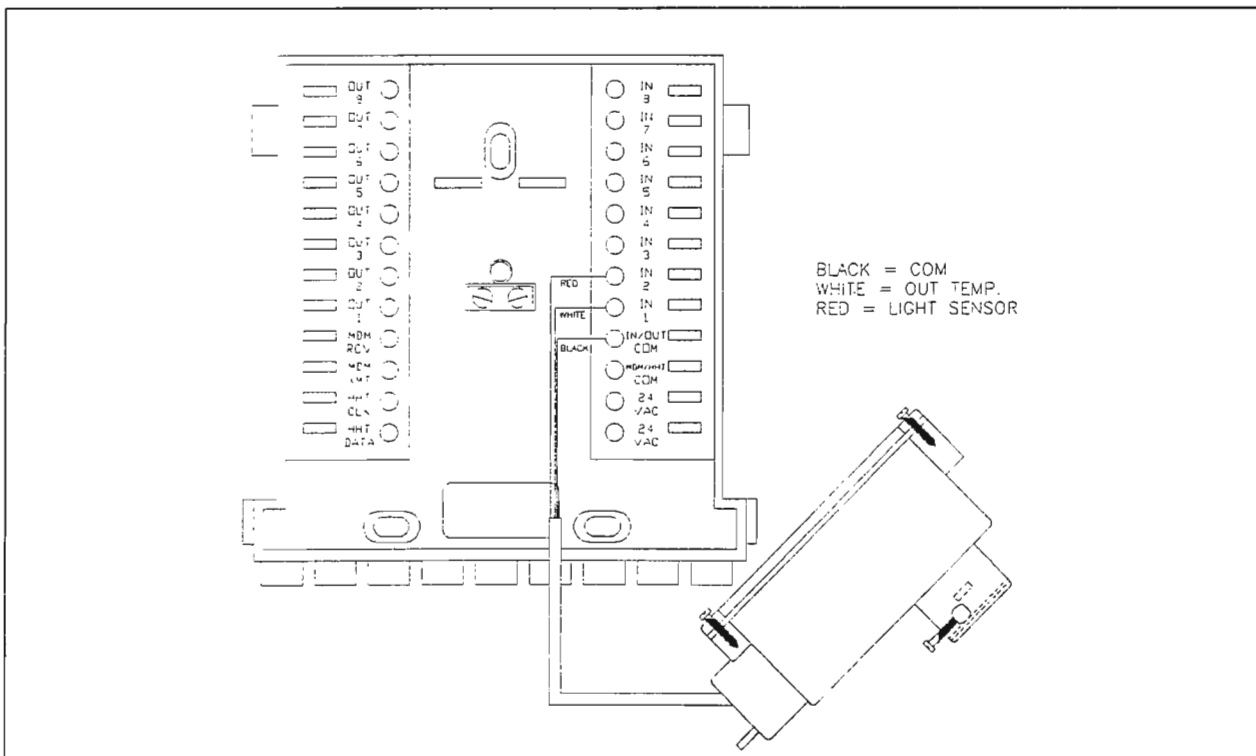 OUT
8
OUT
OUT
6
OUT
5
OUT
4
OUT
3
OUT
2
OUT
1
MDM
RCV
MDM
XMT
HHT
CLK
HHT
DATA
IN
8
IN
7
IN
6
IN
5
IN
4
IN
3
IN
2
IN
1
IN/OUT
COM
MDM/HHT
COM
24
VAC
24
VAC
RED
WHITE
BLACK
BLACK = COM
WHITE = OUT TEMP.
RED = LIGHT SENSOR